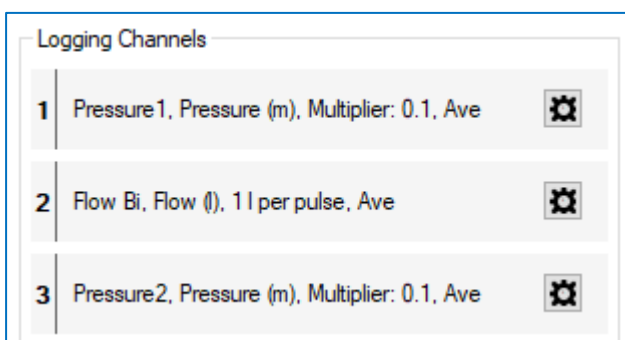 Logging Channels
1 Pressure1, Pressure (m), Multiplier: 0.1, Ave
2 Flow Bi, Flow (l), 1 l per pulse, Ave
3 Pressure2, Pressure (m), Multiplier: 0.1, Ave